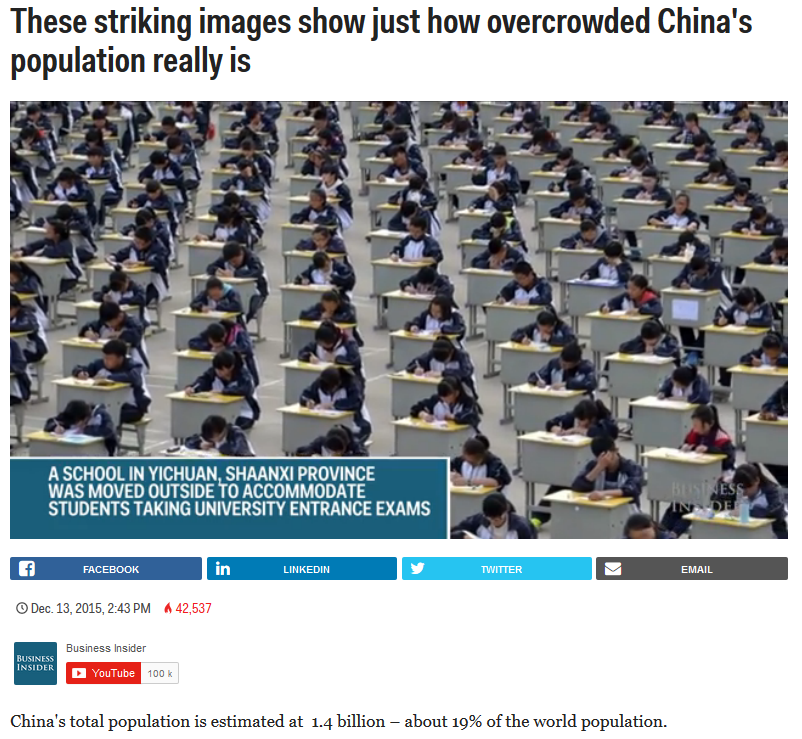 These striking images show just how overcrowded China's
population really is
A SCHOOL IN YICHUAN, SHAANXI PROVINCE
WAS MOVED OUTSIDE TO ACCOMMODATE
STUDENTS TAKING UNIVERSITY ENTRANCE EXAMS
BUSINESS
INSIDER
FACEBOOK
LINKEDIN
TWITTER
EMAIL
Dec. 13, 2015, 2:43 PM 42,537
BUSINESS
INSIDER
Business Insider
YouTube 100 k
China's total population is estimated at 1.4 billion – about 19% of the world population.